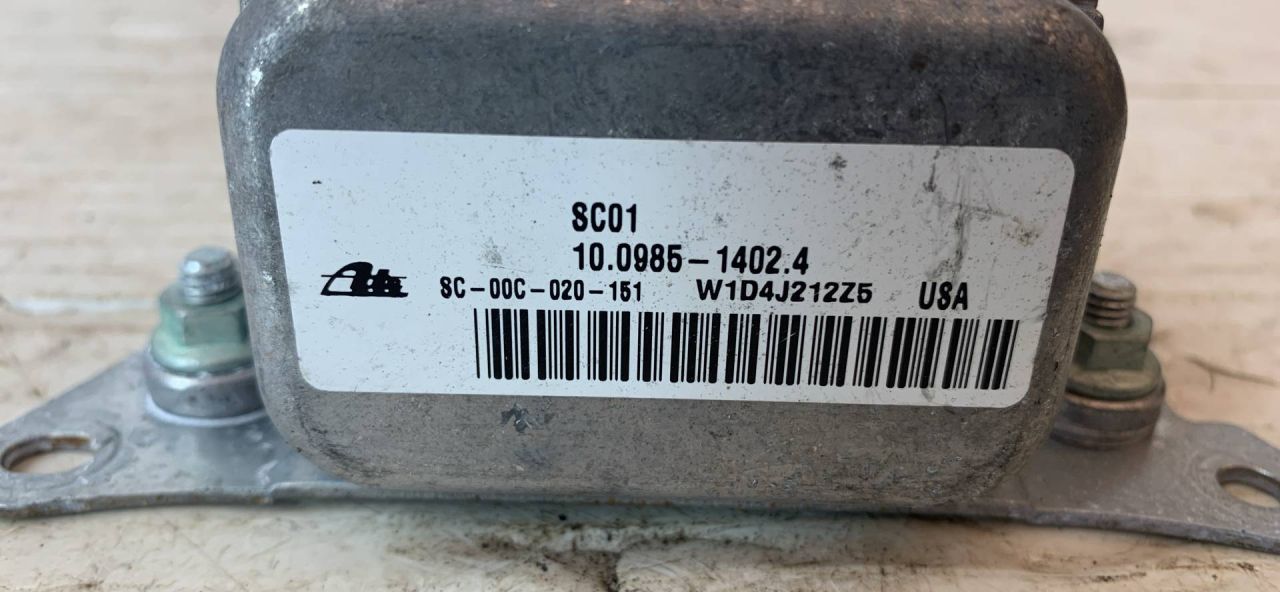 SC01
10.0985-1402.4
Ate SC-00C-020-151 W1D4J212Z5 USA